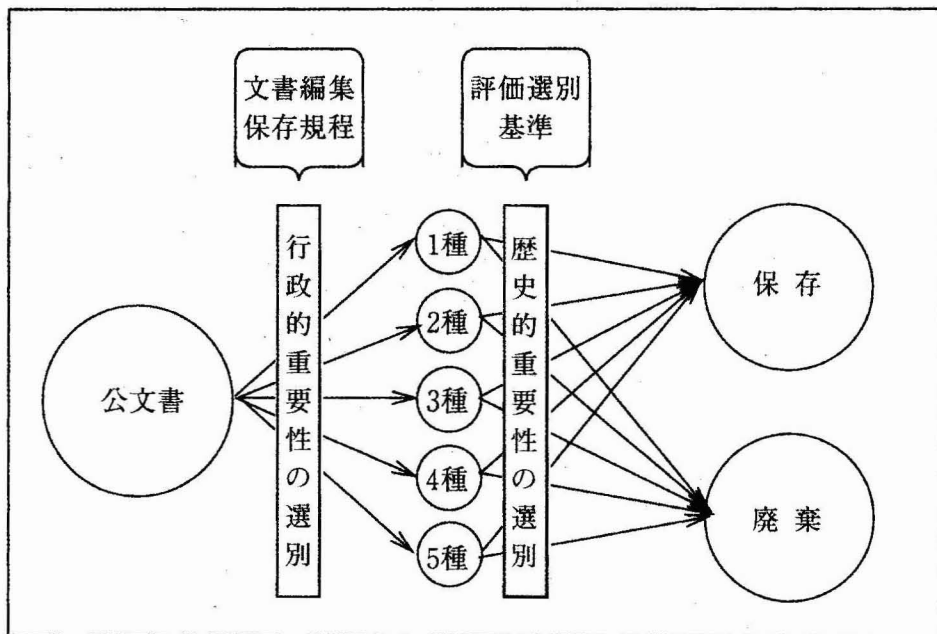 文書編集
保存規程
評価選別
基準
公文書
行政的重要性の選別
1種
2種
3種
4種
5種
歴史的重要性の選別
保存
廃棄